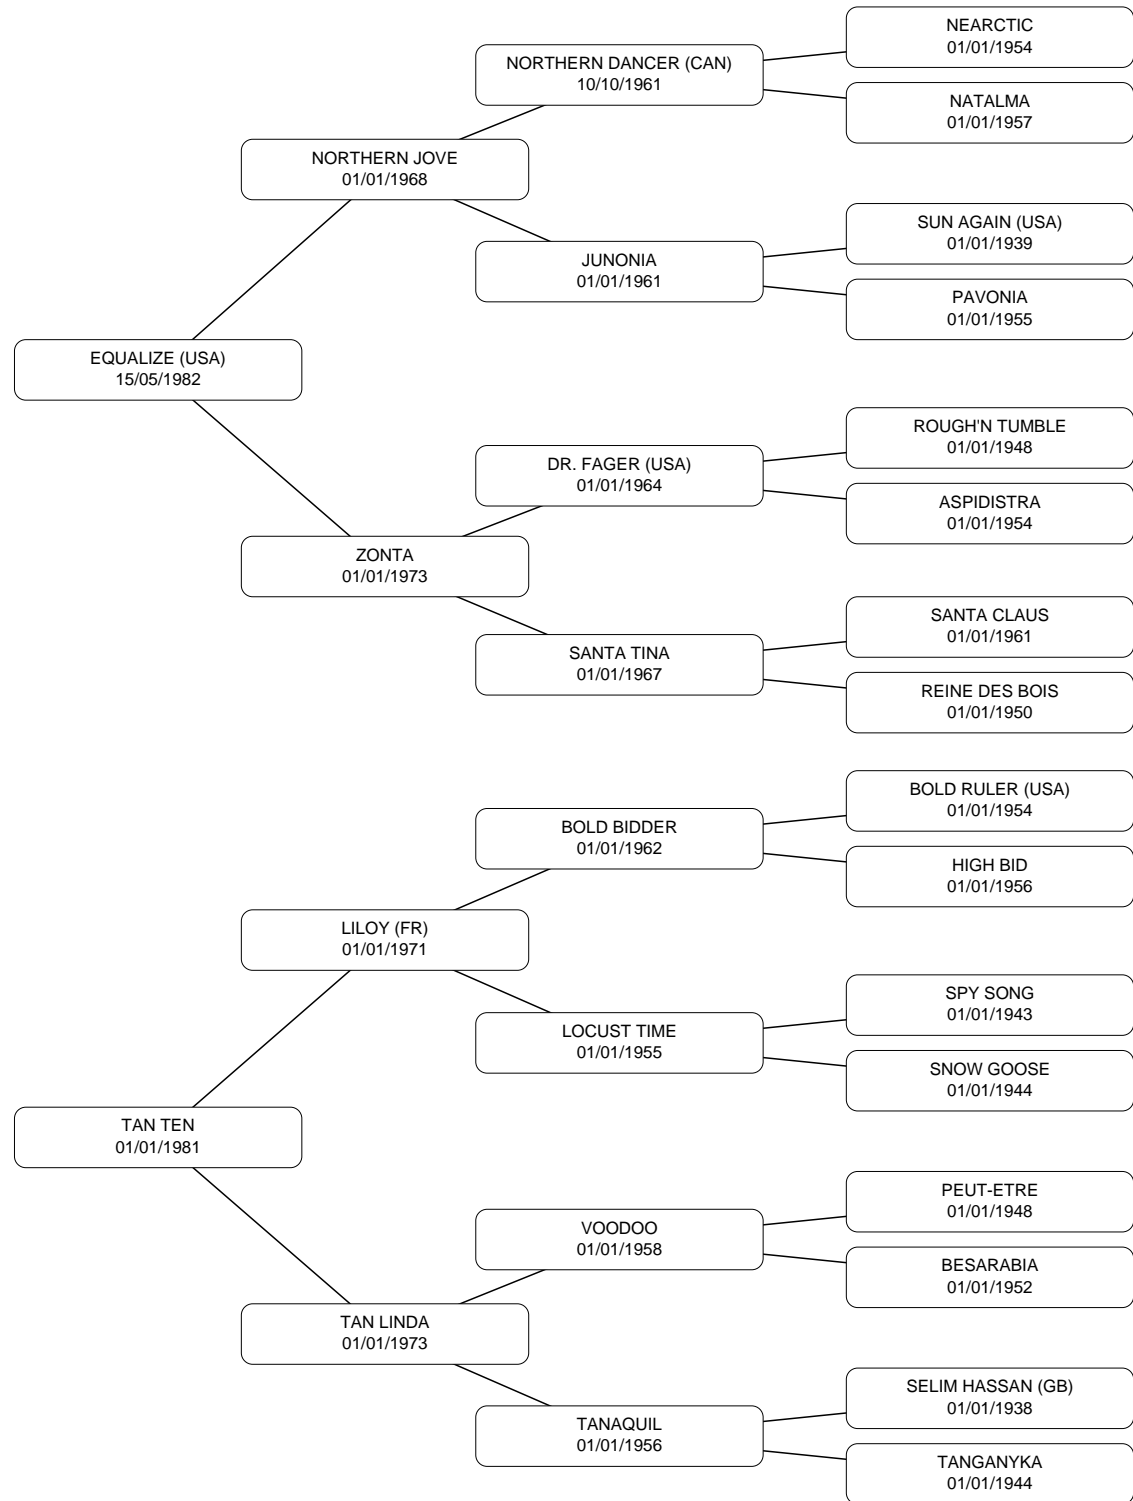 NEARCTIC
01/01/1954
NORTHERN DANCER (CAN)
10/10/1961
NATALMA
01/01/1957
NORTHERN JOVE
01/01/1968
SUN AGAIN (USA)
01/01/1939
JUNONIA
01/01/1961
PAVONIA
01/01/1955
EQUALIZE (USA)
15/05/1982
ROUGH'N TUMBLE
01/01/1948
DR. FAGER (USA)
01/01/1964
ASPIDISTRA
01/01/1954
ZONTA
01/01/1973
SANTA CLAUS
01/01/1961
SANTA TINA
01/01/1967
REINE DES BOIS
01/01/1950
BOLD RULER (USA)
01/01/1954
BOLD BIDDER
01/01/1962
HIGH BID
01/01/1956
LILOY (FR)
01/01/1971
SPY SONG
01/01/1943
LOCUST TIME
01/01/1955
SNOW GOOSE
01/01/1944
TAN TEN
01/01/1981
PEUT-ETRE
01/01/1948
VOODOO
01/01/1958
BESARABIA
01/01/1952
TAN LINDA
01/01/1973
SELIM HASSAN (GB)
01/01/1938
TANAQUIL
01/01/1956
TANGANYKA
01/01/1944